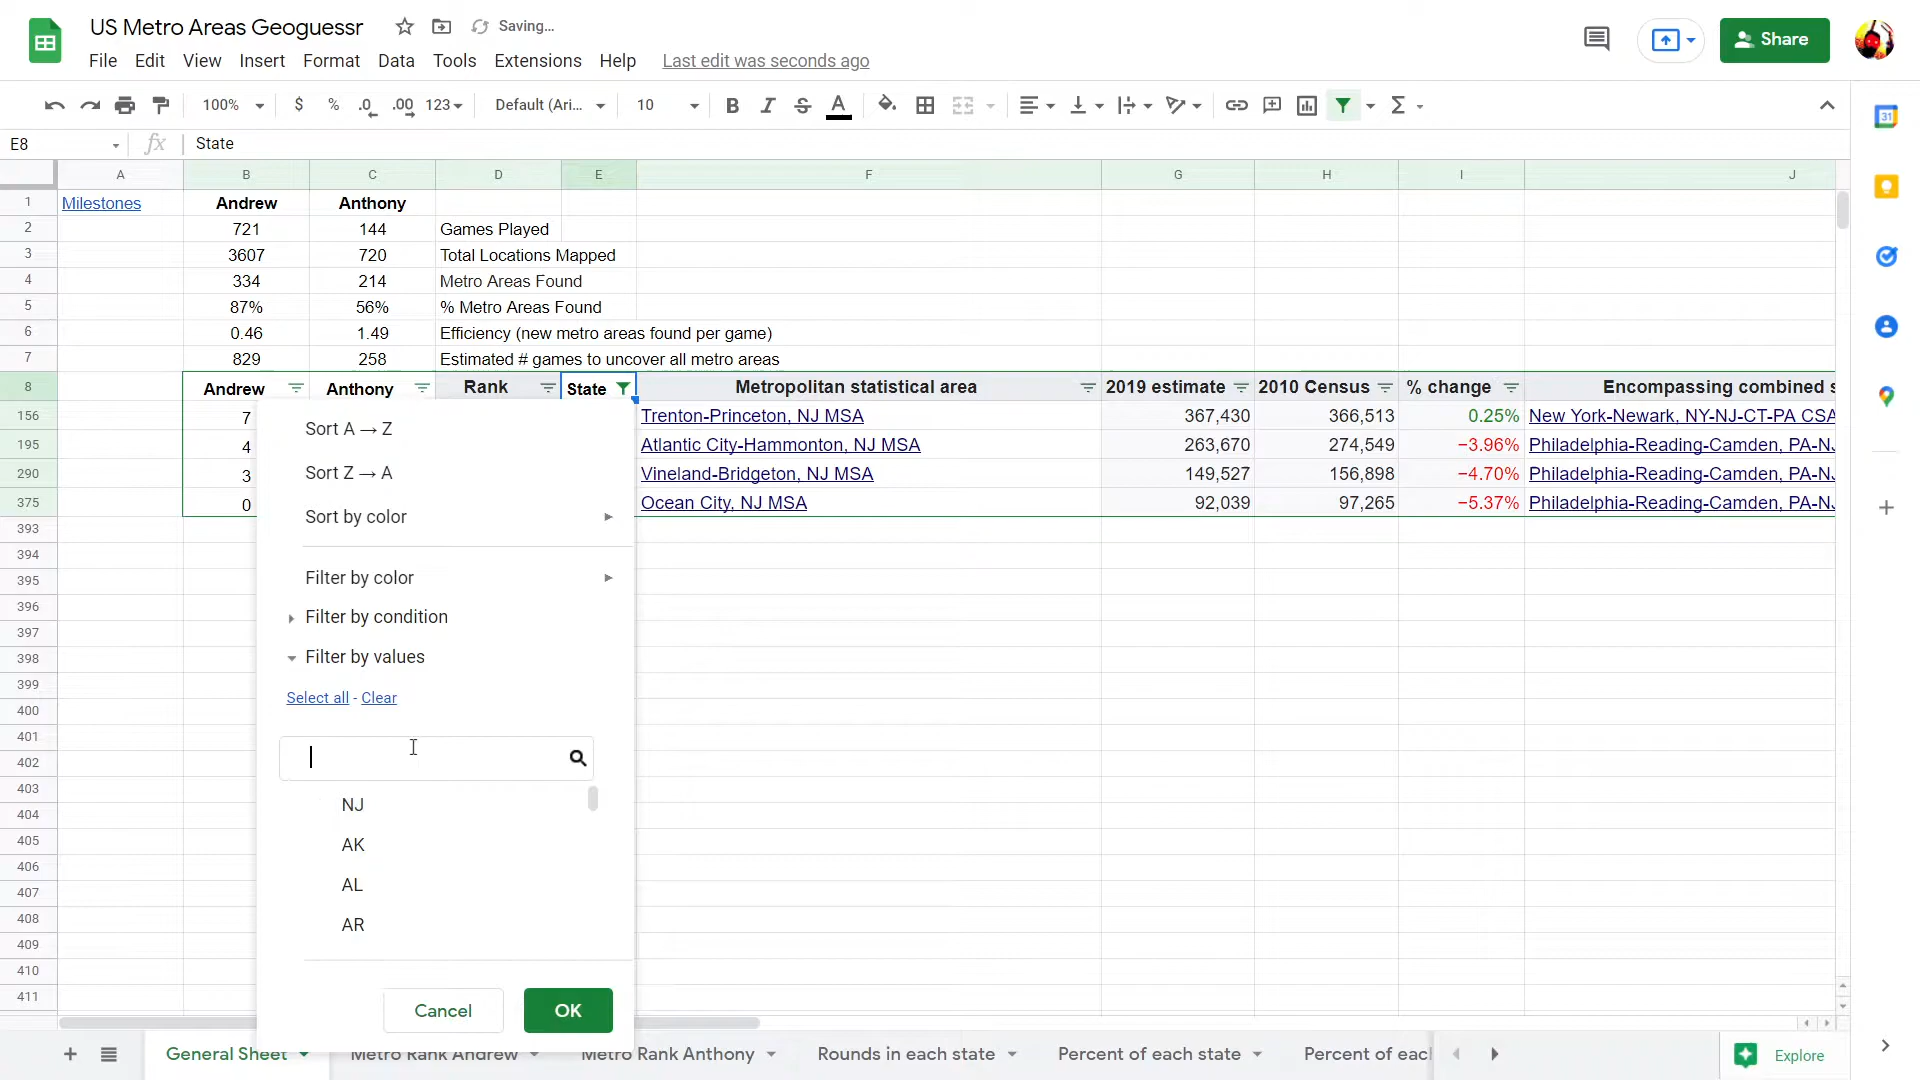 US Metro Areas Geoguessr Saving...
File Edit View Insert Format Data Tools Extensions Help Last edit was seconds ago
Share
100% $ % .0 .00 123 Default (Ari... 10 B I S A Σ
31
E8 fx State
A B C D E F G H I J
1 Milestones Andrew Anthony
2 721 144 Games Played
3 3607 720 Total Locations Mapped
4 334 214 Metro Areas Found
5 87% 56% % Metro Areas Found
6 0.46 1.49 Efficiency (new metro areas found per game)
7 829 258 Estimated # games to uncover all metro areas
8 Andrew Anthony Rank State Metropolitan statistical area 2019 estimate 2010 Census % change Encompassing combined s
156 7 Trenton-Princeton, NJ MSA 367,430 366,513 0.25% New York-Newark, NY-NJ-CT-PA CSA
195 4 Atlantic City-Hammonton, NJ MSA 263,670 274,549 −3.96% Philadelphia-Reading-Camden, PA-NJ
290 3 Vineland-Bridgeton, NJ MSA 149,527 156,898 −4.70% Philadelphia-Reading-Camden, PA-NJ
375 0 Ocean City, NJ MSA 92,039 97,265 −5.37% Philadelphia-Reading-Camden, PA-NJ
393
394
395
396
397
398
399
400
401
402
403
404
405
406
407
408
409
410
411
Sort A → Z
Sort Z → A
Sort by color
Filter by color
Filter by condition
Filter by values
Select all - Clear
NJ
AK
AL
AR
Cancel OK
General Sheet Metro Rank Andrew Metro Rank Anthony Rounds in each state Percent of each state Percent of eac
Explore